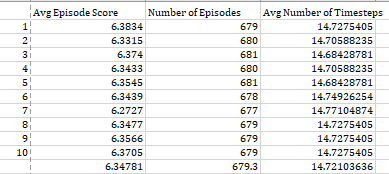 Avg Episode Score Number of Episodes Avg Number of Timesteps
1 6.3834 679 14.7275405
2 6.3315 680 14.70588235
3 6.374 681 14.68428781
4 6.3433 680 14.70588235
5 6.3545 681 14.68428781
6 6.3439 678 14.74926254
7 6.2727 677 14.77104874
8 6.3477 679 14.7275405
9 6.3566 679 14.7275405
10 6.3705 679 14.7275405
6.34781 679.3 14.72103636